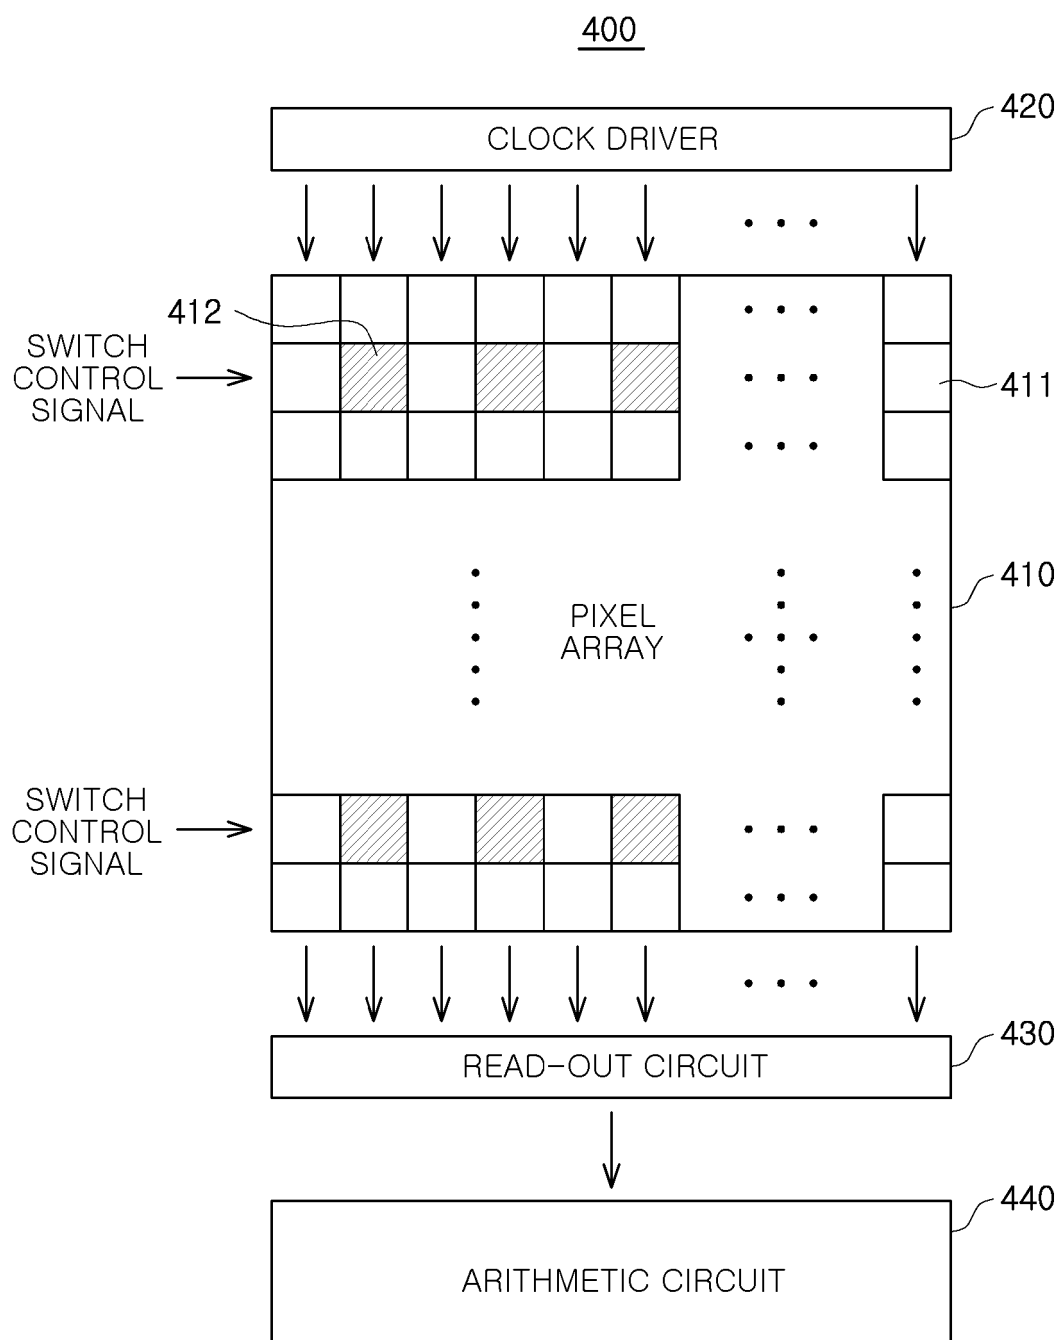 400
CLOCK DRIVER
420
412
SWITCH
CONTROL
SIGNAL
411
410
PIXEL
ARRAY
SWITCH
CONTROL
SIGNAL
430
READ-OUT CIRCUIT
440
ARITHMETIC CIRCUIT